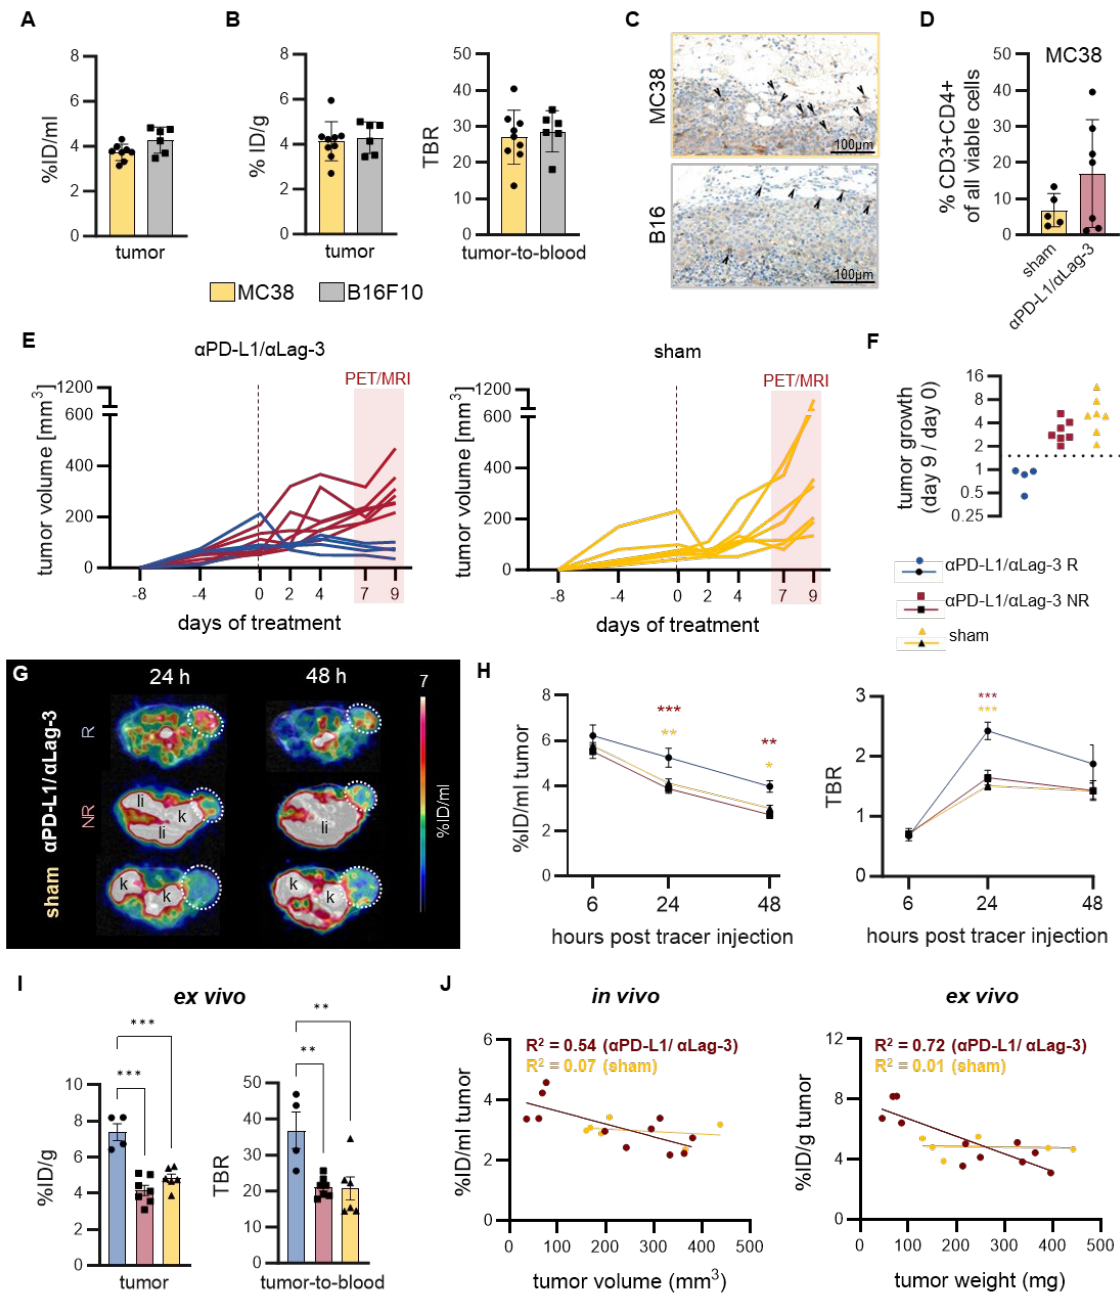 A
%ID/ml
8
6
4
2
0
tumor
B
% ID/g
8
6
4
2
0
tumor
TBR
50
40
30
20
10
0
tumor-to-blood
MC38
B16F10
C
MC38
100µm
B16
100µm
D
MC38
% CD3+CD4+
of all viable cells
50
40
30
20
10
0
sham
αPD-L1/αLag-3
E
αPD-L1/αLag-3
PET/MRI
tumor volume [mm³]
1200
600
400
200
0
-8
-4
0
2
4
7
9
days of treatment
sham
PET/MRI
tumor volume [mm³]
1200
600
400
200
0
-8
-4
0
2
4
7
9
days of treatment
F
tumor growth
(day 9 / day 0)
16
8
4
2
1
0.5
0.25
αPD-L1/αLag-3 R
αPD-L1/αLag-3 NR
sham
G
24 h
48 h
7
%ID/ml
αPD-L1/αLag-3
R
NR
sham
li
k
li
li
k
k
k
k
H
%ID/ml tumor
8
6
4
2
0
***
**
**
*
6
24
48
hours post tracer injection
TBR
3
2
1
0
***
***
6
24
48
hours post tracer injection
I
ex vivo
%ID/g
10
8
6
4
2
0
***
***
tumor
TBR
50
40
30
20
10
0
**
**
tumor-to-blood
J
in vivo
R² = 0.54 (αPD-L1/ αLag-3)
R² = 0.07 (sham)
%ID/ml tumor
6
4
2
0
0
100
200
300
400
500
tumor volume (mm³)
ex vivo
R² = 0.72 (αPD-L1/ αLag-3)
R² = 0.01 (sham)
%ID/g tumor
12
8
4
0
0
100
200
300
400
500
tumor weight (mg)